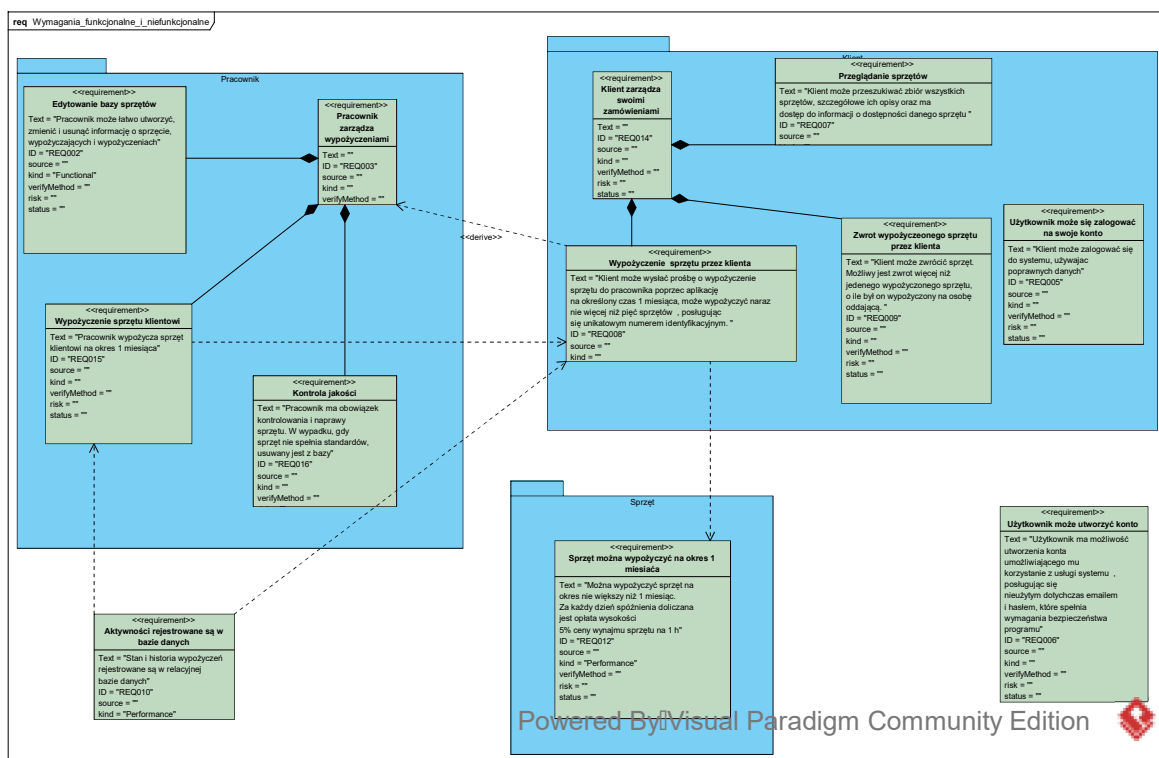 req Wymagania_funkcjonalne_i_niefunkcjonalne
Pracownik
<<requirement>>
Edytowanie bazy sprzętów
Text = "Pracownik może łatwo utworzyć,
zmienić i usunąć informację o sprzęcie,
wypożyczających i wypożyczeniach"
ID = "REQ002"
source = ""
kind = "Functional"
verifyMethod = ""
risk = ""
status = ""
<<requirement>>
Pracownik
zarządza
wypożyczeniami
Text = ""
ID = "REQ003"
source = ""
kind = ""
verifyMethod = ""
<<requirement>>
Wypożyczenie sprzętu klientowi
Text = "Pracownik wypożycza sprzęt
klientowi na okres 1 miesiąca"
ID = "REQ015"
source = ""
kind = ""
verifyMethod = ""
risk = ""
status = ""
<<requirement>>
Kontrola jakości
Text = "Pracownik ma obowiązek
kontrolowania i naprawy
sprzętu. W wypadku, gdy
sprzęt nie spełnia standardów,
usuwany jest z bazy"
ID = "REQ016"
source = ""
kind = ""
verifyMethod = ""
<<derive>>
Klient
<<requirement>>
Klient zarządza
swoimi
zamówieniami
Text = ""
ID = "REQ014"
source = ""
kind = ""
verifyMethod = ""
risk = ""
status = ""
<<requirement>>
Przeglądanie sprzętów
Text = "Klient może przeszukiwać zbiór wszystkich
sprzętów, szczegółowe ich opisy oraz ma
dostęp do informacji o dostępności danego sprzętu "
ID = "REQ007"
source = ""
<<requirement>>
Wypożyczenie  sprzętu przez klienta
Text = "Klient może wysłać prośbę o wypożyczenie
sprzętu do pracownika poprzec aplikację
na określony czas 1 miesiąca, może wypożyczyć naraz
nie więcej niż pięć sprzętów  , posługując
się unikatowym numerem identyfikacyjnym. "
ID = "REQ008"
source = ""
kind = ""
<<requirement>>
Zwrot wypożyczeonego sprzętu
przez klienta
Text = "Klient może zwrócić sprzęt.
Możliwy jest zwrot więcej niż
jedenego wypożyczonego sprzętu,
o ile był on wypożyczony na osobę
oddającą. "
ID = "REQ009"
source = ""
kind = ""
verifyMethod = ""
risk = ""
status = ""
<<requirement>>
Użytkownik może się zalogować
na swoje konto
Text = "Klient może zalogować się
do systemu, używajac
poprawnych danych"
ID = "REQ005"
source = ""
kind = ""
verifyMethod = ""
risk = ""
status = ""
Sprzęt
<<requirement>>
Sprzęt można wypożyczyć na okres 1
miesiaća
Text = "Można wypożyczyć sprzęt na
okres nie większy niż 1 miesiąc.
Za każdy dzień spóźnienia doliczana
jest opłata wysokości
5% ceny wynajmu sprzętu na 1 h"
ID = "REQ012"
source = ""
kind = "Performance"
verifyMethod = ""
risk = ""
status = ""
<<requirement>>
Użytkownik może utworzyć konto
Text = "Użytkownik ma możliwość
utworzenia konta
umożliwiającego mu
korzystanie z usługi systemu  ,
posługując się
nieużytym dotychczas emailem
i hasłem, które spełnia
wymagania bezpieczeństwa
programu"
ID = "REQ006"
source = ""
kind = ""
verifyMethod = ""
risk = ""
status = ""
<<requirement>>
Aktywności rejestrowane są w
bazie danych
Text = "Stan i historia wypożyczeń
rejestrowane są w relacyjnej
bazie danych"
ID = "REQ010"
source = ""
kind = "Performance"
Powered By Visual Paradigm Community Edition